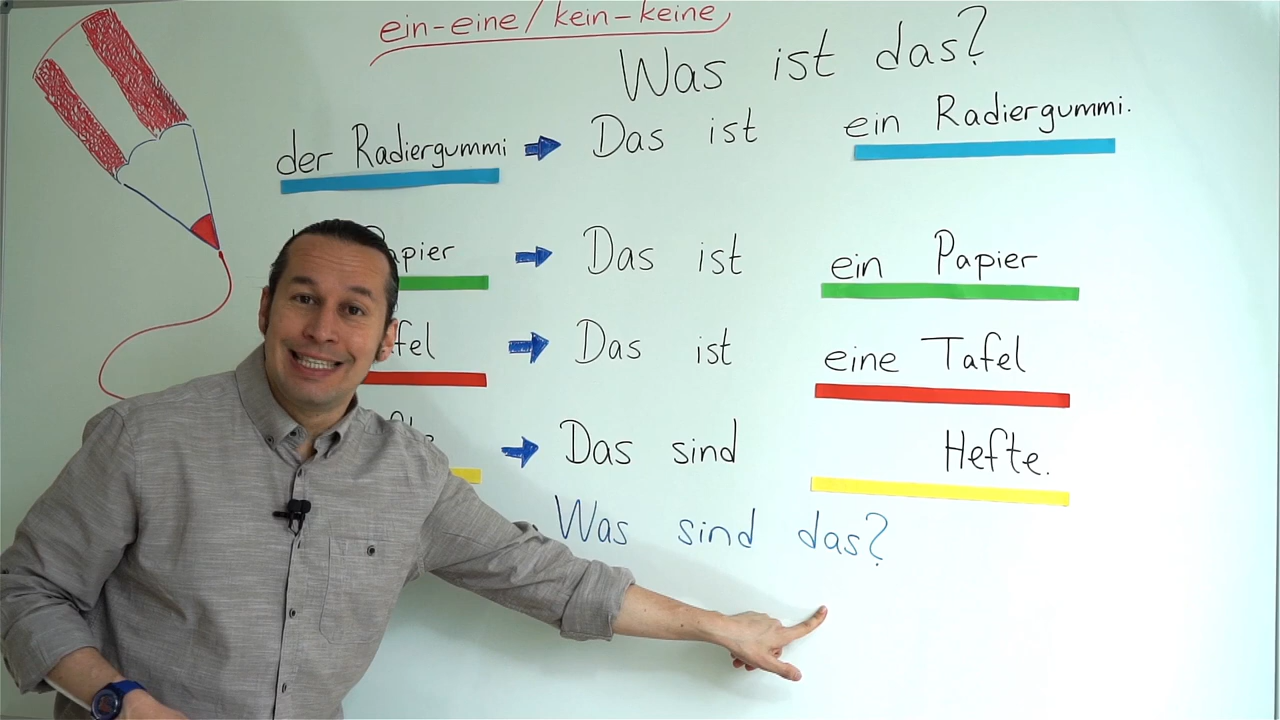 ein-eine/kein-keine
Was ist das?
der Radiergummi Das ist ein Radiergummi.
Das ist ein Papier
Das ist eine Tafel
Das sind Hefte.
Was sind das?